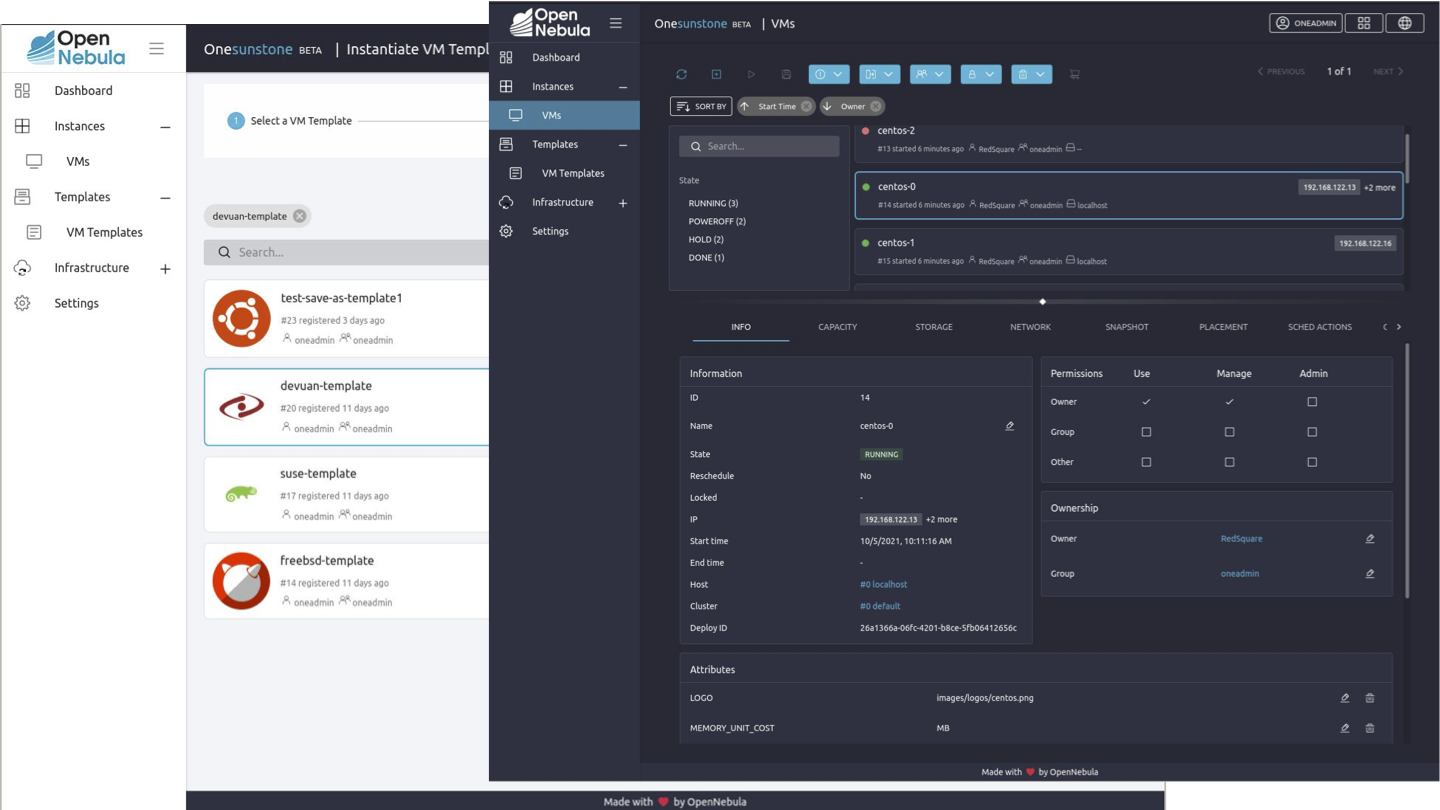 Open
Nebula
Dashboard
Instances
VMs
Templates
VM Templates
Infrastructure
Settings
Onesunstone BETA | Instantiate VM Templ
1 Select a VM Template
devuan-template
Search...
test-save-as-template1
#23 registered 3 days ago
oneadmin oneadmin
devuan-template
#20 registered 11 days ago
oneadmin oneadmin
suse-template
#17 registered 11 days ago
oneadmin oneadmin
freebsd-template
#14 registered 11 days ago
oneadmin oneadmin
Made with ❤ by OpenNebula
Open
Nebula
Dashboard
Instances
VMs
Templates
VM Templates
Infrastructure
Settings
Onesunstone BETA | VMs
ONEADMIN
PREVIOUS 1 of 1 NEXT
SORT BY Start Time Owner
Search...
State
RUNNING (3)
POWEROFF (2)
HOLD (2)
DONE (1)
centos-2
#13 started 6 minutes ago RedSquare oneadmin --
centos-0 192.168.122.13 +2 more
#14 started 6 minutes ago RedSquare oneadmin localhost
centos-1 192.168.122.16
#15 started 6 minutes ago RedSquare oneadmin localhost
INFO CAPACITY STORAGE NETWORK SNAPSHOT PLACEMENT SCHED ACTIONS
Information
ID 14
Name centos-0
State RUNNING
Reschedule No
Locked -
IP 192.168.122.13 +2 more
Start time 10/5/2021, 10:11:16 AM
End time -
Host #0 localhost
Cluster #0 default
Deploy ID 26a1366a-06fc-4201-b8ce-5fb06412656c
Permissions Use Manage Admin
Owner
Group
Other
Ownership
Owner RedSquare
Group oneadmin
Attributes
LOGO images/logos/centos.png
MEMORY_UNIT_COST MB
Made with ❤ by OpenNebula